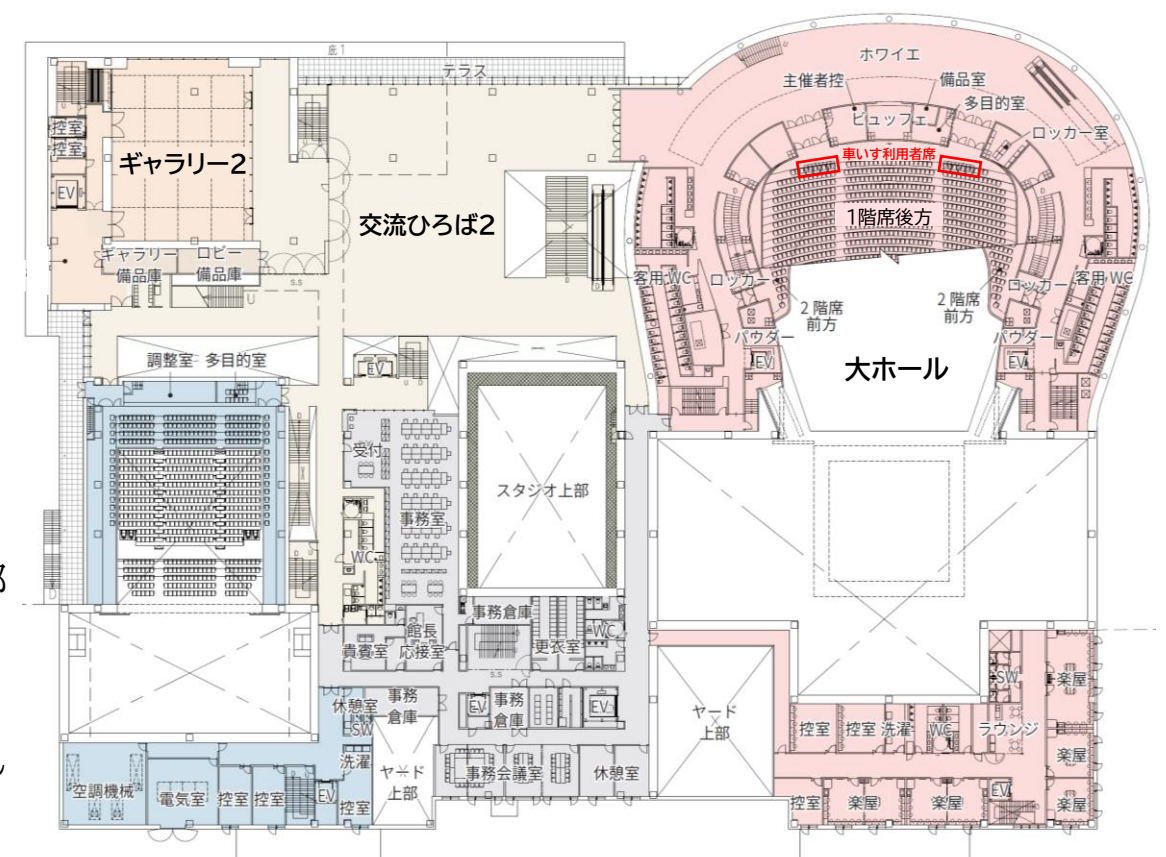 庇1
テラス
ホワイエ
主催者控
備品室
ビュッフェ
多目的室
ロッカー室
車いす利用者席
1階席後方
控室
控室
EV
ギャラリー2
交流ひろば2
ギャラリー
備品庫
ロビー
備品庫
S.S
U
客用WC
ロッカー
2階席
前方
2階席
前方
ロッカー
客用WC
パウダー
パウダー
EV
EV
大ホール
調整室
多目的室
EV
受付
事務室
WC
スタジオ上部
部
事務倉庫
更衣室
WC
貴賓室
館長
応接室
S.S
休憩室
SW
事務
倉庫
EV
事務
倉庫
EV
ヤード
上部
洗濯
ヤード
上部
事務会議室
休憩室
空調機械
電気室
控室
控室
EV
控室
控室
控室
洗濯
WC
ラウンジ
SW
楽屋
楽屋
楽屋
控室
楽屋
楽屋
EV